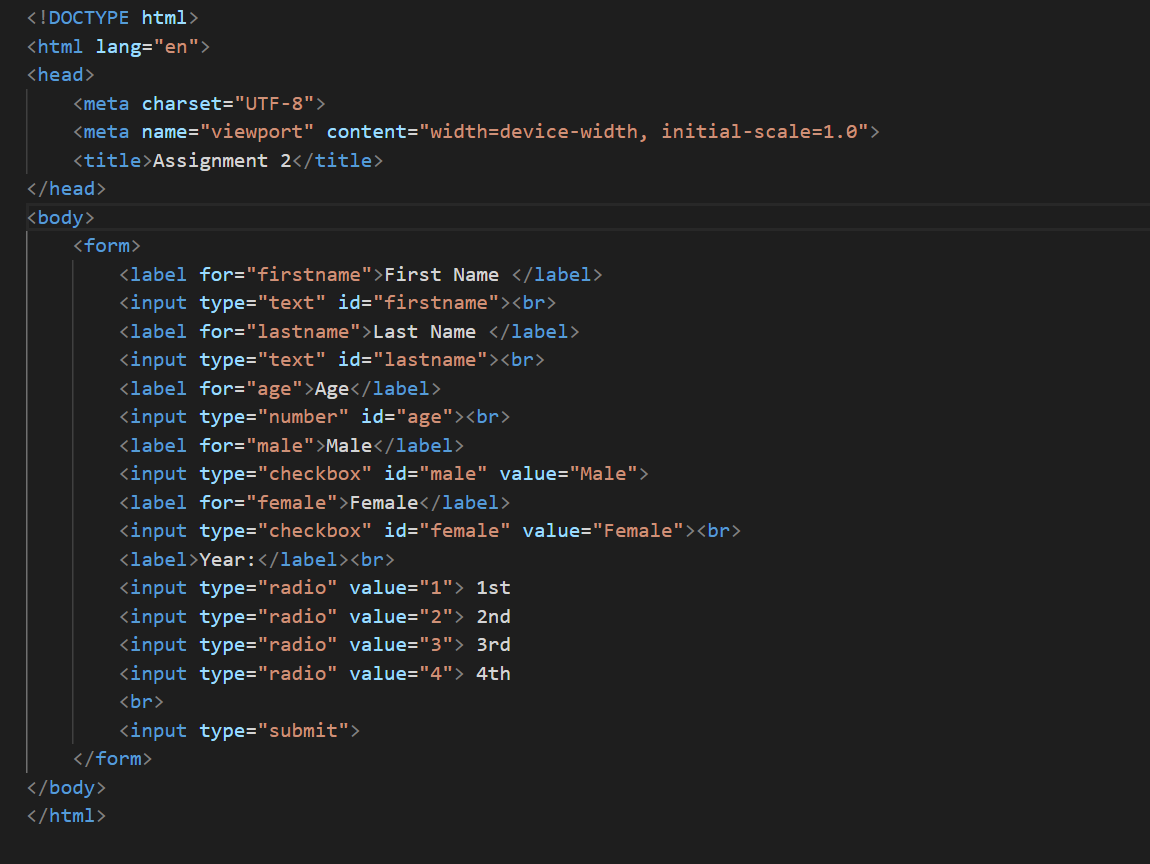 <!DOCTYPE html>
<html lang="en">
<head>
    <meta charset="UTF-8">
    <meta name="viewport" content="width=device-width, initial-scale=1.0">
    <title>Assignment 2</title>
</head>
<body>
    <form>
        <label for="firstname">First Name </label>
        <input type="text" id="firstname"><br>
        <label for="lastname">Last Name </label>
        <input type="text" id="lastname"><br>
        <label for="age">Age</label>
        <input type="number" id="age"><br>
        <label for="male">Male</label>
        <input type="checkbox" id="male" value="Male">
        <label for="female">Female</label>
        <input type="checkbox" id="female" value="Female"><br>
        <label>Year:</label><br>
        <input type="radio" value="1"> 1st
        <input type="radio" value="2"> 2nd
        <input type="radio" value="3"> 3rd
        <input type="radio" value="4"> 4th
        <br>
        <input type="submit">
    </form>
</body>
</html>